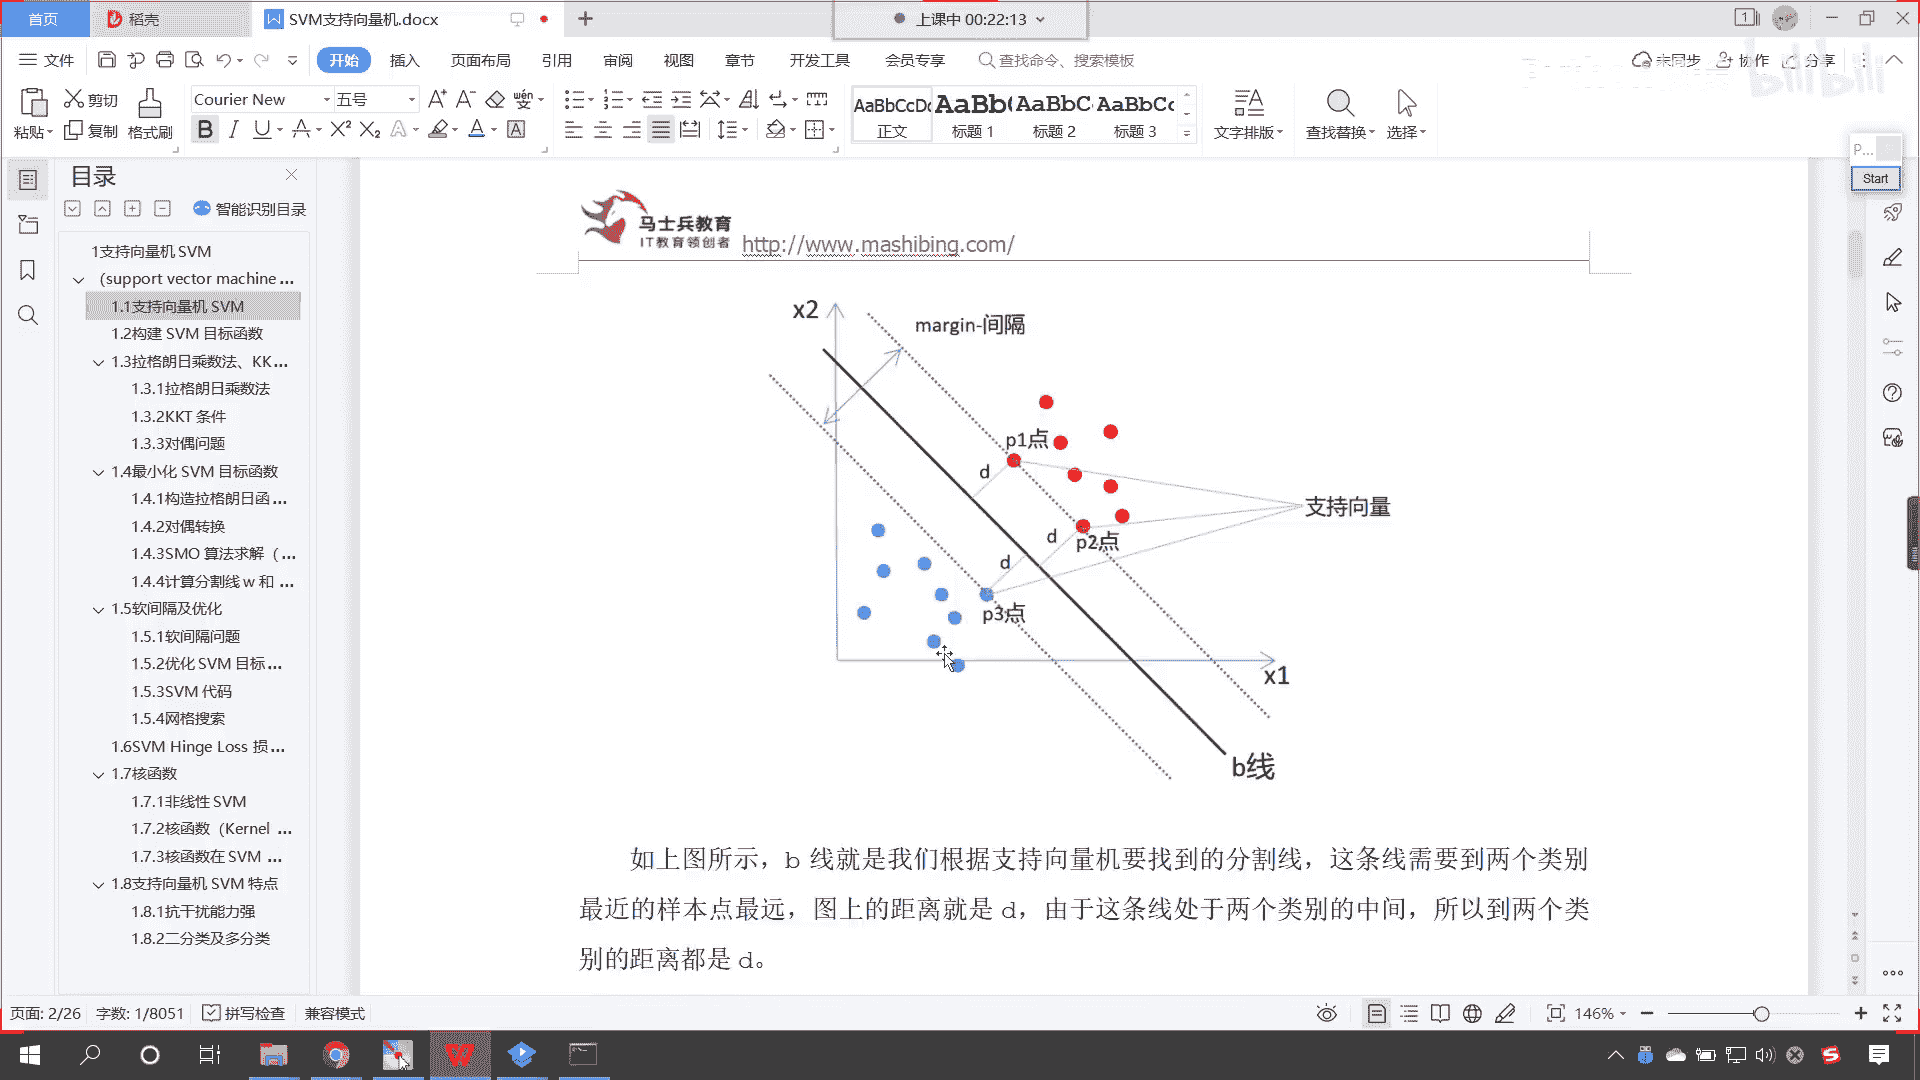 首页
稻壳
SVM支持向量机.docx
上课中 00:22:13
1
文件
开始
插入
页面布局
引用
审阅
视图
章节
开发工具
会员专享
查找命令、搜索模板
未同步
协作
分享
bilibili
粘贴
剪切
复制
格式刷
Courier New
五号
B I U A X² X₂ A A A
AaBbCcDd
正文
AaBb(
标题 1
AaBbC
标题 2
AaBbCc
标题 3
文字排版
查找替换
选择
P...
Start
目录
智能识别目录
1支持向量机 SVM
（support vector machine ...
1.1支持向量机 SVM
1.2构建 SVM 目标函数
1.3拉格朗日乘数法、KK...
1.3.1拉格朗日乘数法
1.3.2KKT 条件
1.3.3对偶问题
1.4最小化 SVM 目标函数
1.4.1构造拉格朗日函 ...
1.4.2对偶转换
1.4.3SMO 算法求解（ ...
1.4.4计算分割线 w 和 ...
1.5软间隔及优化
1.5.1软间隔问题
1.5.2优化 SVM 目标 ...
1.5.3SVM 代码
1.5.4网格搜索
1.6SVM Hinge Loss 损 ...
1.7核函数
1.7.1非线性 SVM
1.7.2核函数（Kernel ...
1.7.3核函数在 SVM ...
1.8支持向量机 SVM 特点
1.8.1抗干扰能力强
1.8.2二分类及多分类
马士兵教育
IT教育领创者
http://www.mashibing.com/
x2
margin-间隔
p1点
d
支持向量
d
p2点
d
p3点
x1
b线
如上图所示，b 线就是我们根据支持向量机要找到的分割线，这条线需要到两个类别
最近的样本点最远，图上的距离就是 d，由于这条线处于两个类别的中间，所以到两个类
别的距离都是 d。
页面: 2/26
字数: 1/8051
拼写检查
兼容模式
146%